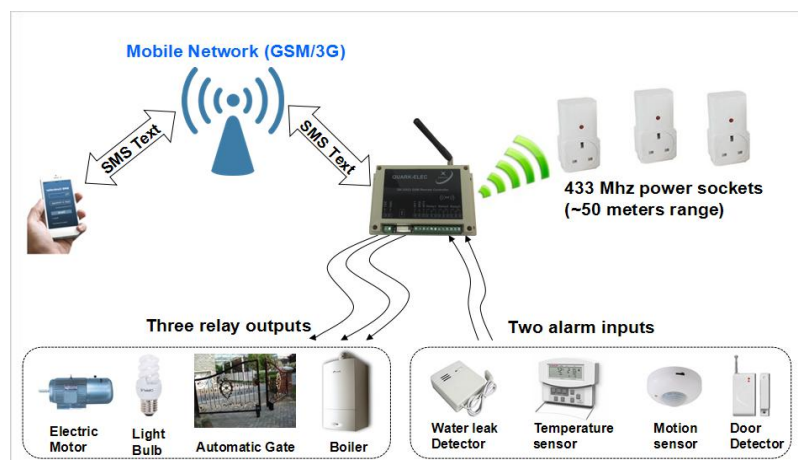 Mobile Network (GSM/3G)
SMS Text
SMS Text
QUARK-ELEC
433 Mhz power sockets
(~50 meters range)
Three relay outputs
Two alarm inputs
Electric
Motor
Light
Bulb
Automatic Gate
Boiler
Water leak
Detector
Temperature
sensor
Motion
sensor
Door
Detector